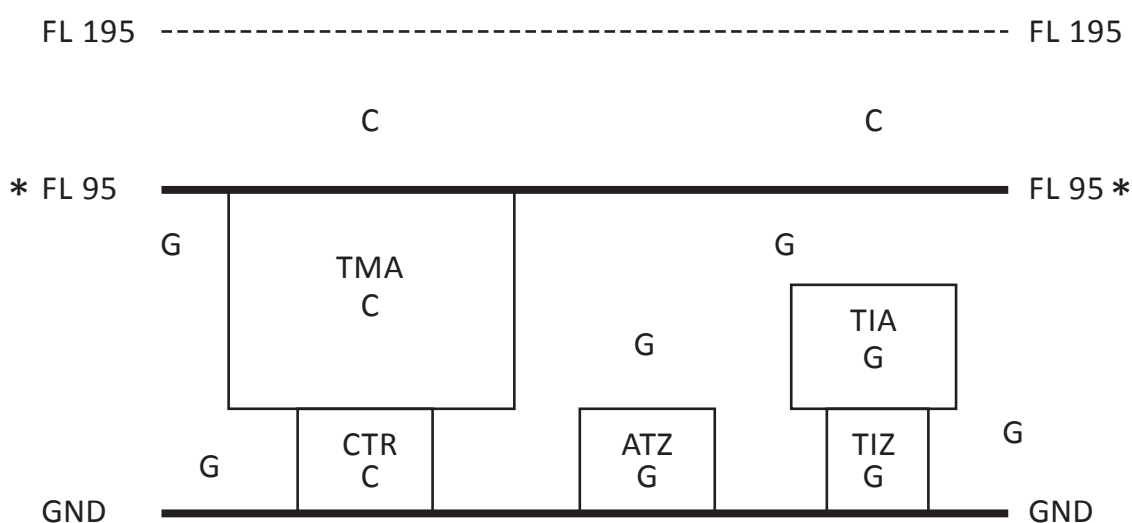 FL 195 FL 195
C C
* FL 95 FL 95 *
G G
TMA
C
TIA
G
G
CTR
C
ATZ
G
TIZ
G
G
G
GND GND